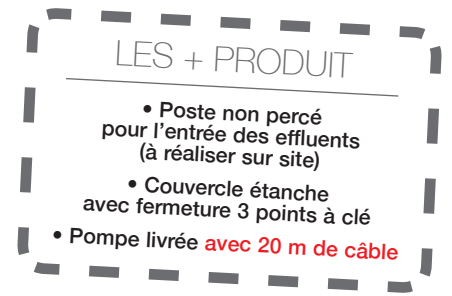 LES + PRODUIT
• Poste non percé
pour l'entrée des effluents
(à réaliser sur site)
• Couvercle étanche
avec fermeture 3 points à clé
• Pompe livrée avec 20 m de câble